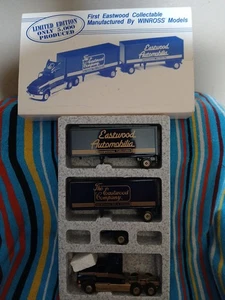 LIMITED EDITION
ONLY 5,000
PRODUCED
First Eastwood Collectable
Manufactured By WINROSS Models
Eastwood
Automobilia
Eastwood
Automobilia
The
Eastwood
Company